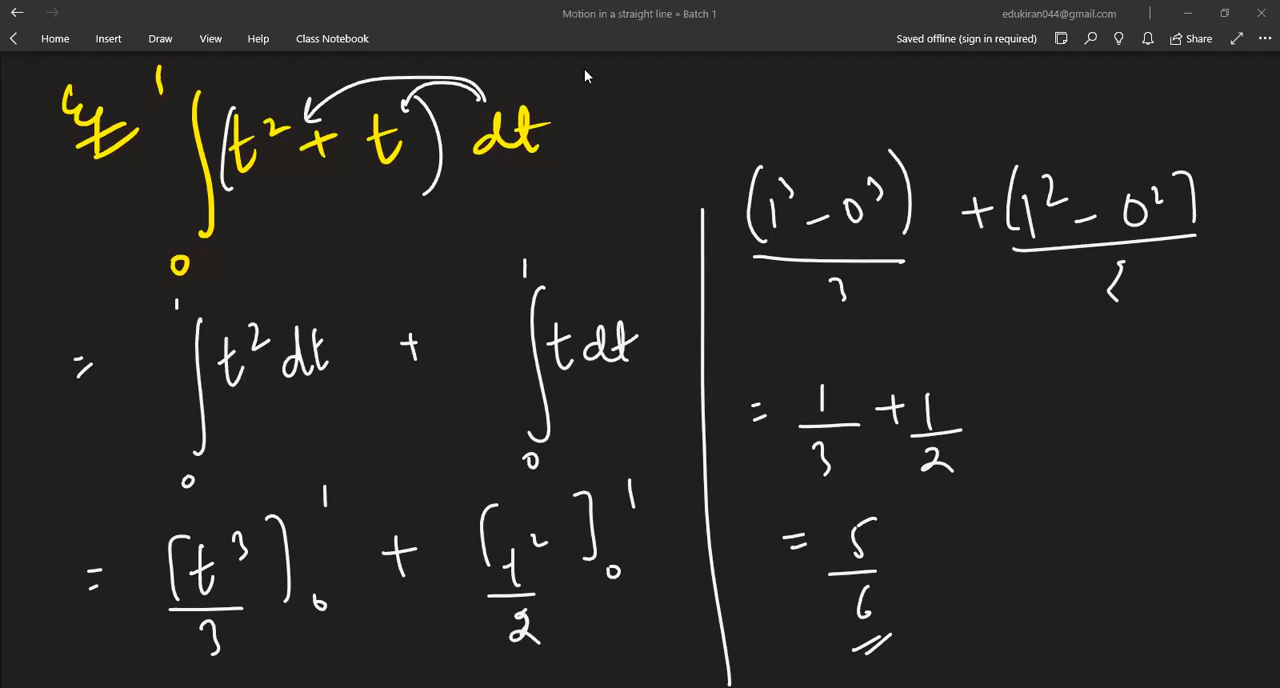 Motion in a straight line » Batch 1
edukiran044@gmail.com
Home Insert Draw View Help Class Notebook
Saved offline (sign in required)
Share
∫₀¹ (t² + t) dt
= ∫₀¹ t² dt + ∫₀¹ t dt
= [t³/3]₀¹ + [t²/2]₀¹
(1³ – 0³)/3 + (1² – 0²)/2
= 1/3 + 1/2
= 5/6